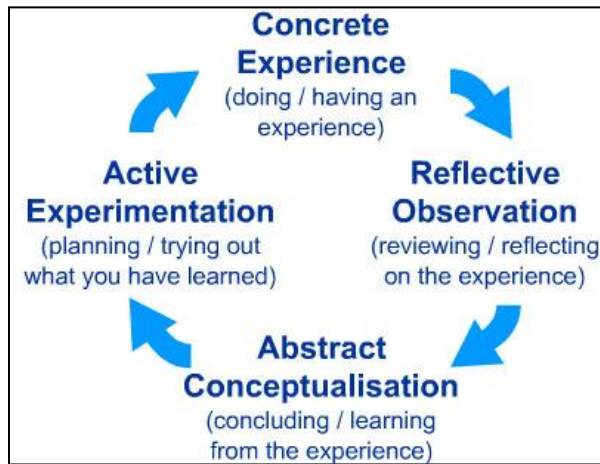 Concrete
Experience
(doing / having an
experience)
Reflective
Observation
(reviewing / reflecting
on the experience)
Abstract
Conceptualisation
(concluding / learning
from the experience)
Active
Experimentation
(planning / trying out
what you have learned)